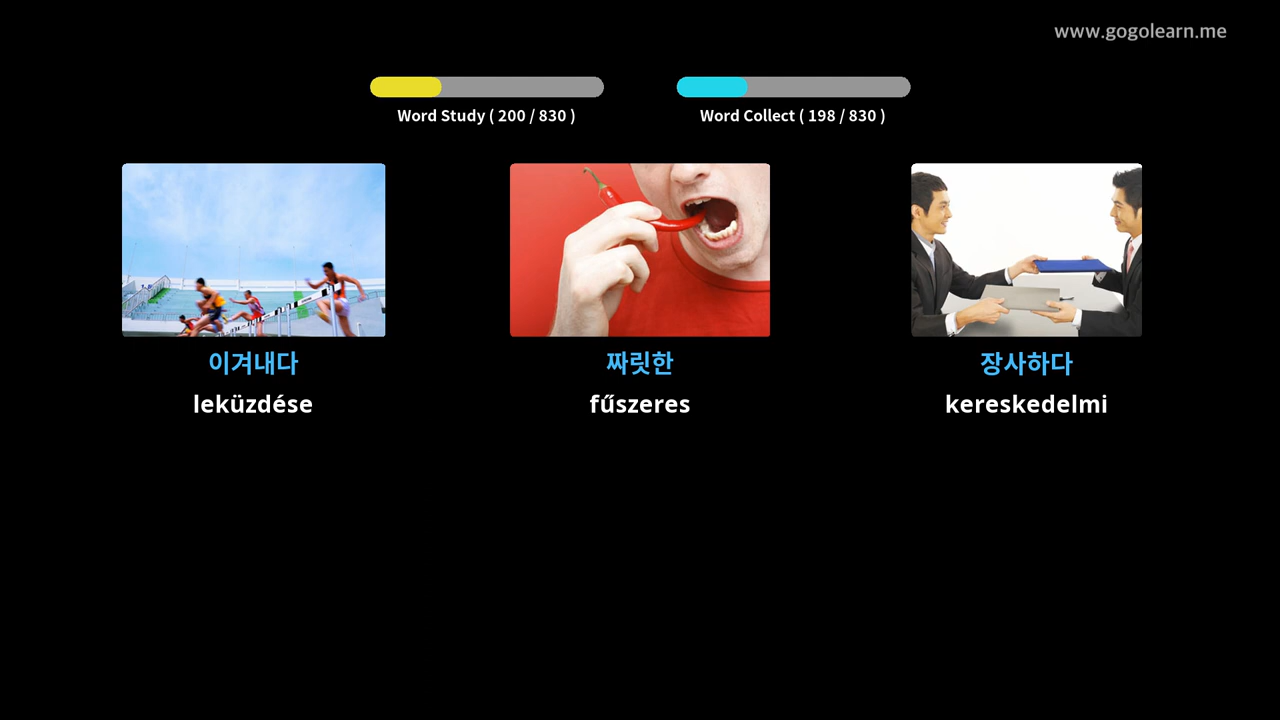 www.gogolearn.me
Word Study ( 200 / 830 )
Word Collect ( 198 / 830 )
이겨내다
짜릿한
장사하다
leküzdése
fűszeres
kereskedelmi